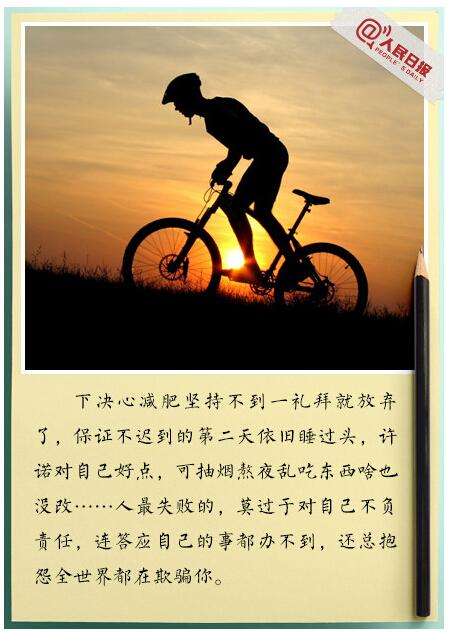 @人民日报
PEOPLE'S DAILY
下决心减肥坚持不到一礼拜就放弃
了，保证不迟到的第二天依旧睡过头，许
诺对自己好点，可抽烟熬夜乱吃东西啥也
没改……人最失败的，莫过于对自己不负
责任，连答应自己的事都办不到，还总抱
怨全世界都在欺骗你。